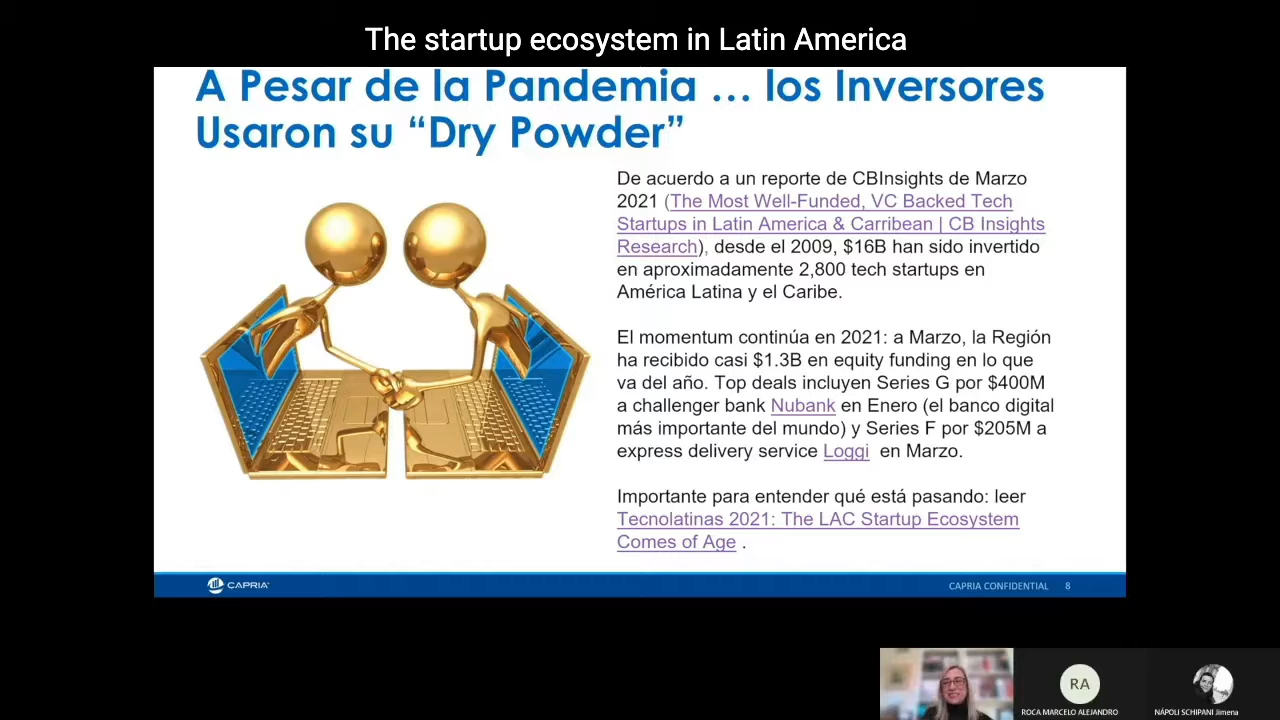 The startup ecosystem in Latin America
A Pesar de la Pandemia ... los Inversores
Usaron su “Dry Powder”
De acuerdo a un reporte de CBInsights de Marzo
2021 (The Most Well-Funded, VC Backed Tech
Startups in Latin America & Carribean | CB Insights
Research), desde el 2009, $16B han sido invertido
en aproximadamente 2,800 tech startups en
América Latina y el Caribe.
El momentum continúa en 2021: a Marzo, la Región
ha recibido casi $1.3B en equity funding en lo que
va del año. Top deals incluyen Series G por $400M
a challenger bank Nubank en Enero (el banco digital
más importante del mundo) y Series F por $205M a
express delivery service Loggi en Marzo.
Importante para entender qué está pasando: leer
Tecnolatinas 2021: The LAC Startup Ecosystem
Comes of Age .
CAPRIA
CAPRIA CONFIDENTIAL 8
RA
ROCA MARCELO ALEJANDRO
NÁPOLI SCHIPANI Jimena